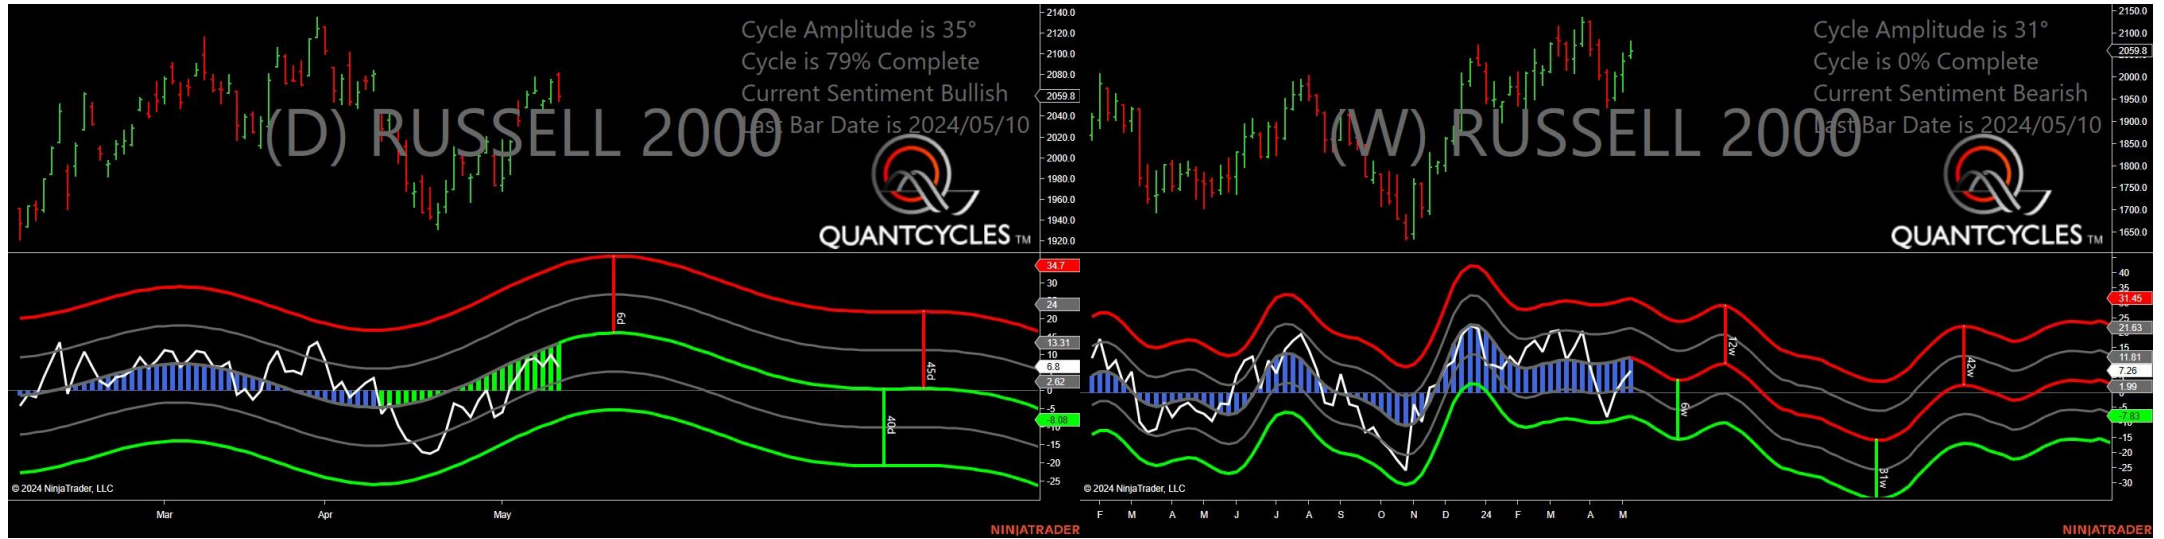 Cycle Amplitude is 35°
Cycle is 79% Complete
Current Sentiment Bullish
Last Bar Date is 2024/05/10
(D) RUSSELL 2000
QUANTCYCLES TM
2140.0
2120.0
2100.0
2080.0
2059.8
2040.0
2020.0
2000.0
1980.0
1960.0
1940.0
1920.0
34.7
30
24
20
13.31
10
6.8
2.62
-5
-8.08
-10
-15
-20
-25
6d
45d
40d
© 2024 NinjaTrader, LLC
Mar
Apr
May
NINJATRADER
Cycle Amplitude is 31°
Cycle is 0% Complete
Current Sentiment Bearish
Last Bar Date is 2024/05/10
(W) RUSSELL 2000
QUANTCYCLES TM
2150.0
2100.0
2059.8
2000.0
1950.0
1900.0
1850.0
1800.0
1750.0
1700.0
1650.0
40
35
31.45
25
21.63
15
11.81
7.26
1.99
-5
-7.83
-15
-20
-25
-30
12w
6w
42w
31w
© 2024 NinjaTrader, LLC
F M A M J J A S O N D 24 F M A M
NINJATRADER